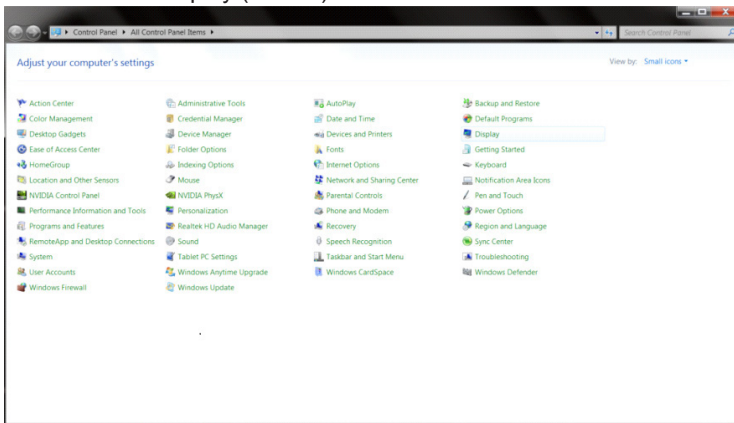 Control Panel ▸ All Control Panel Items ▸ Search Control Panel
Adjust your computer's settings View by: Small icons
Action Center Administrative Tools AutoPlay Backup and Restore
Color Management Credential Manager Date and Time Default Programs
Desktop Gadgets Device Manager Devices and Printers Display
Ease of Access Center Folder Options Fonts Getting Started
HomeGroup Indexing Options Internet Options Keyboard
Location and Other Sensors Mouse Network and Sharing Center Notification Area Icons
NVIDIA Control Panel NVIDIA PhysX Parental Controls Pen and Touch
Performance Information and Tools Personalization Phone and Modem Power Options
Programs and Features Realtek HD Audio Manager Recovery Region and Language
RemoteApp and Desktop Connections Sound Speech Recognition Sync Center
System Tablet PC Settings Taskbar and Start Menu Troubleshooting
User Accounts Windows Anytime Upgrade Windows CardSpace Windows Defender
Windows Firewall Windows Update